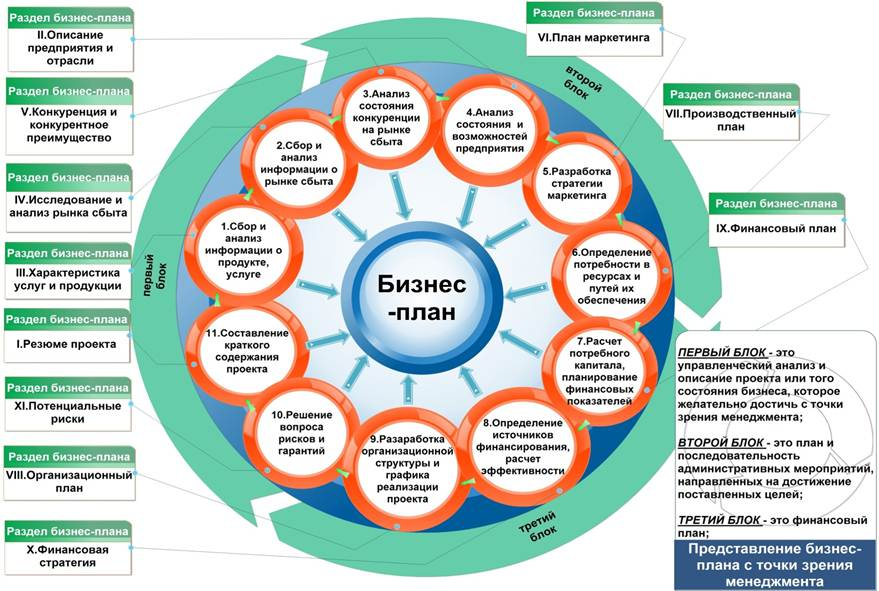 Раздел бизнес-плана
II.Описание
предприятия и
отрасли
Раздел бизнес-плана
V.Конкуренция и
конкурентное
преимущество
Раздел бизнес-плана
IV.Исследование и
анализ рынка сбыта
Раздел бизнес-плана
III.Характеристика
услуг и продукции
Раздел бизнес-плана
I.Резюме проекта
Раздел бизнес-плана
XI.Потенциальные
риски
Раздел бизнес-плана
VIII.Организационный
план
Раздел бизнес-плана
X.Финансовая
стратегия
Раздел бизнес-плана
VI.План маркетинга
Раздел бизнес-плана
VII.Производственный
план
Раздел бизнес-плана
IX.Финансовый план
первый
блок
второй
блок
третий
блок
1.Сбор и
анализ
информации о
продукте,
услуге
2.Сбор и
анализ
информации о
рынке сбыта
3.Анализ
состояния
конкуренции
на рынке
сбыта
4.Анализ
состояния и
возможностей
предприятия
5.Разработка
стратегии
маркетинга
6.Определение
потребности в
ресурсах и
путей их
обеспечения
7.Расчет
потребного
капитала,
планирование
финансовых
показателей
8.Определение
источников
финансирования,
расчет
эффективности
9.Разаработка
организационной
структуры и
графика
реализации
проекта
10.Решение
вопроса
рисков и
гарантий
11.Составление
краткого
содержания
проекта
Бизнес
-план
ПЕРВЫЙ БЛОК - это
управленческий анализ и
описание проекта или того
состояния бизнеса, которое
желательно достичь с точки
зрения менеджмента;
ВТОРОЙ БЛОК - это план и
последовательность
административных мероприятий,
направленных на достижение
поставленных целей;
ТРЕТИЙ БЛОК - это финансовый
план;
Представление бизнес-
плана с точки зрения
менеджмента